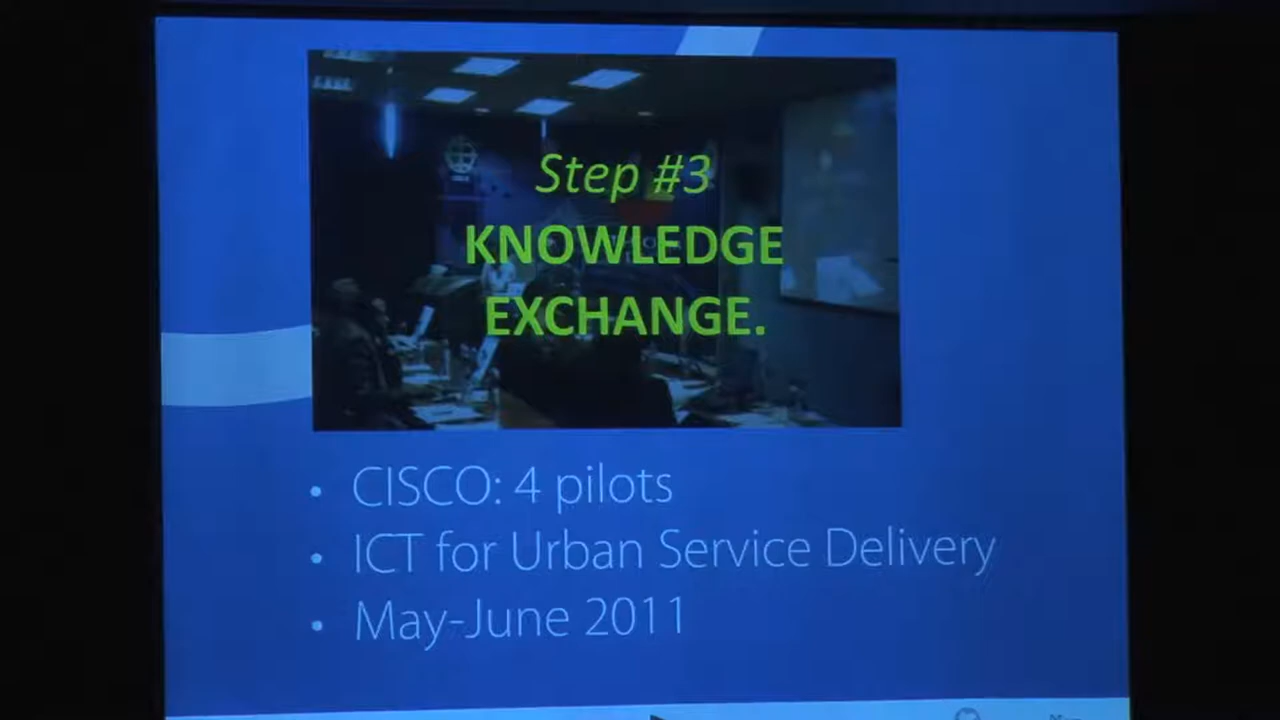 Step #3
KNOWLEDGE
EXCHANGE.
• CISCO: 4 pilots
• ICT for Urban Service Delivery
• May-June 2011